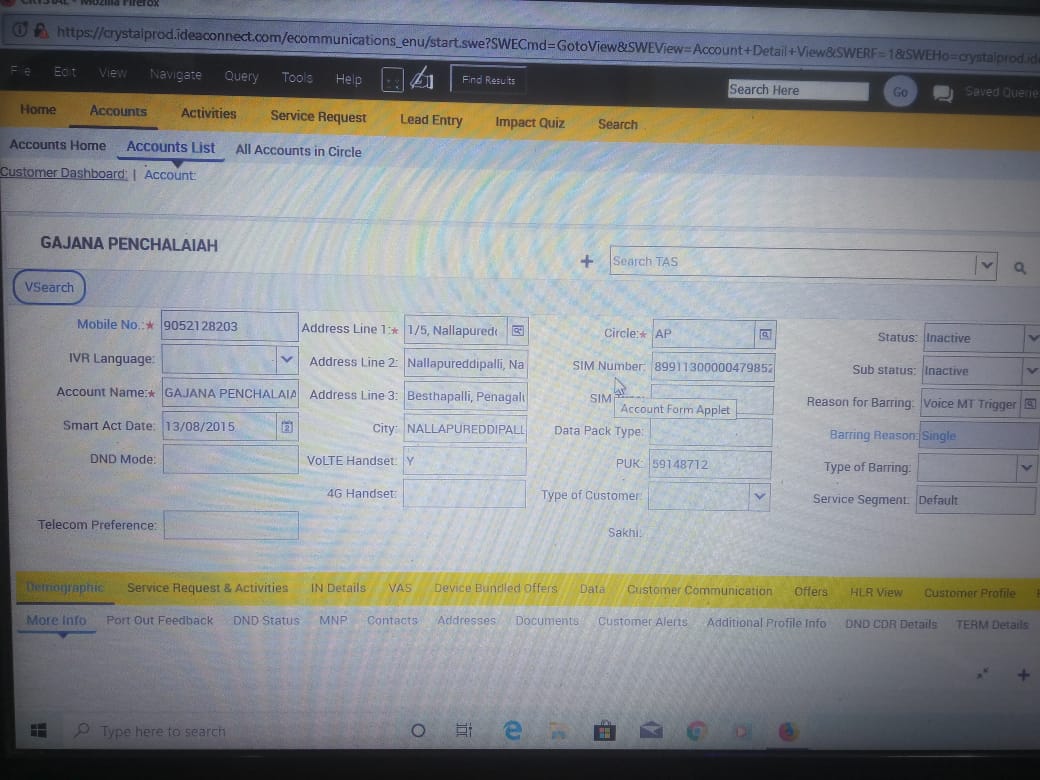 CRYSTAL - Mozilla Firefox
https://crystalprod.ideaconnect.com/ecommunications_enu/start.swe?SWECmd=GotoView&SWEView=Account+Detail+View&SWERF=1&SWEHo=crystalprod.ide
File Edit View Navigate Query Tools Help Find Results Search Here Go Saved Querie
Home Accounts Activities Service Request Lead Entry Impact Quiz Search
Accounts Home Accounts List All Accounts in Circle
Customer Dashboard: | Account:
GAJANA PENCHALAIAH
+ Search TAS
VSearch
Mobile No.:* 9052128203 Address Line 1:* 1/5, Nallapuredd Circle:* AP Status: Inactive
IVR Language: Address Line 2: Nallapureddipalli, Na SIM Number: 89911300000479852 Sub status: Inactive
Account Name:* GAJANA PENCHALAIA Address Line 3: Besthapalli, Penagalu SIM Reason for Barring: Voice MT Trigger
Account Form Applet
Smart Act Date: 13/08/2015 City: NALLAPUREDDIPALL Data Pack Type: Barring Reason: Single
DND Mode: VoLTE Handset: Y PUK: 59148712 Type of Barring:
4G Handset: Type of Customer: Service Segment: Default
Telecom Preference: Sakhi:
Demographic Service Request & Activities IN Details VAS Device Bundled Offers Data Customer Communication Offers HLR View Customer Profile
More Info Port Out Feedback DND Status MNP Contacts Addresses Documents Customer Alerts Additional Profile Info DND CDR Details TERM Details
Type here to search